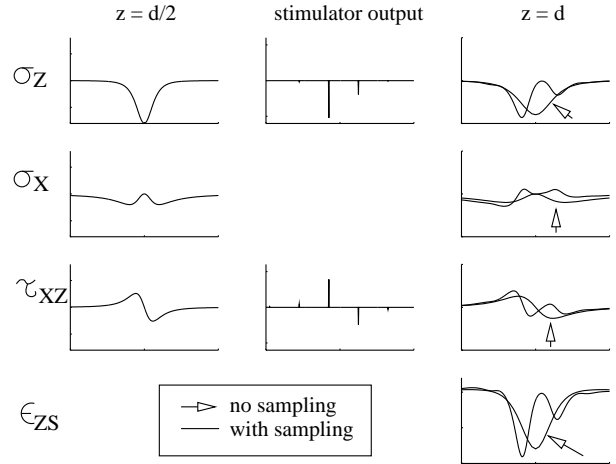 z = d/2 stimulator output z = d
σZ
σX
τXZ
ϵZS
no sampling
with sampling